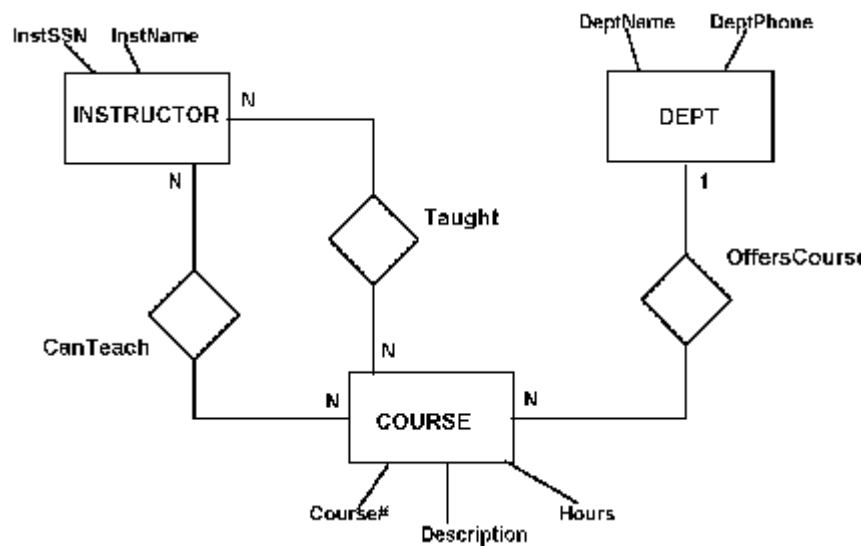 InstSSN InstName
DeptName DeptPhone
INSTRUCTOR
N
DEPT
N
1
Taught
OffersCourse
CanTeach
N
N
COURSE
N
Course#
Description
Hours